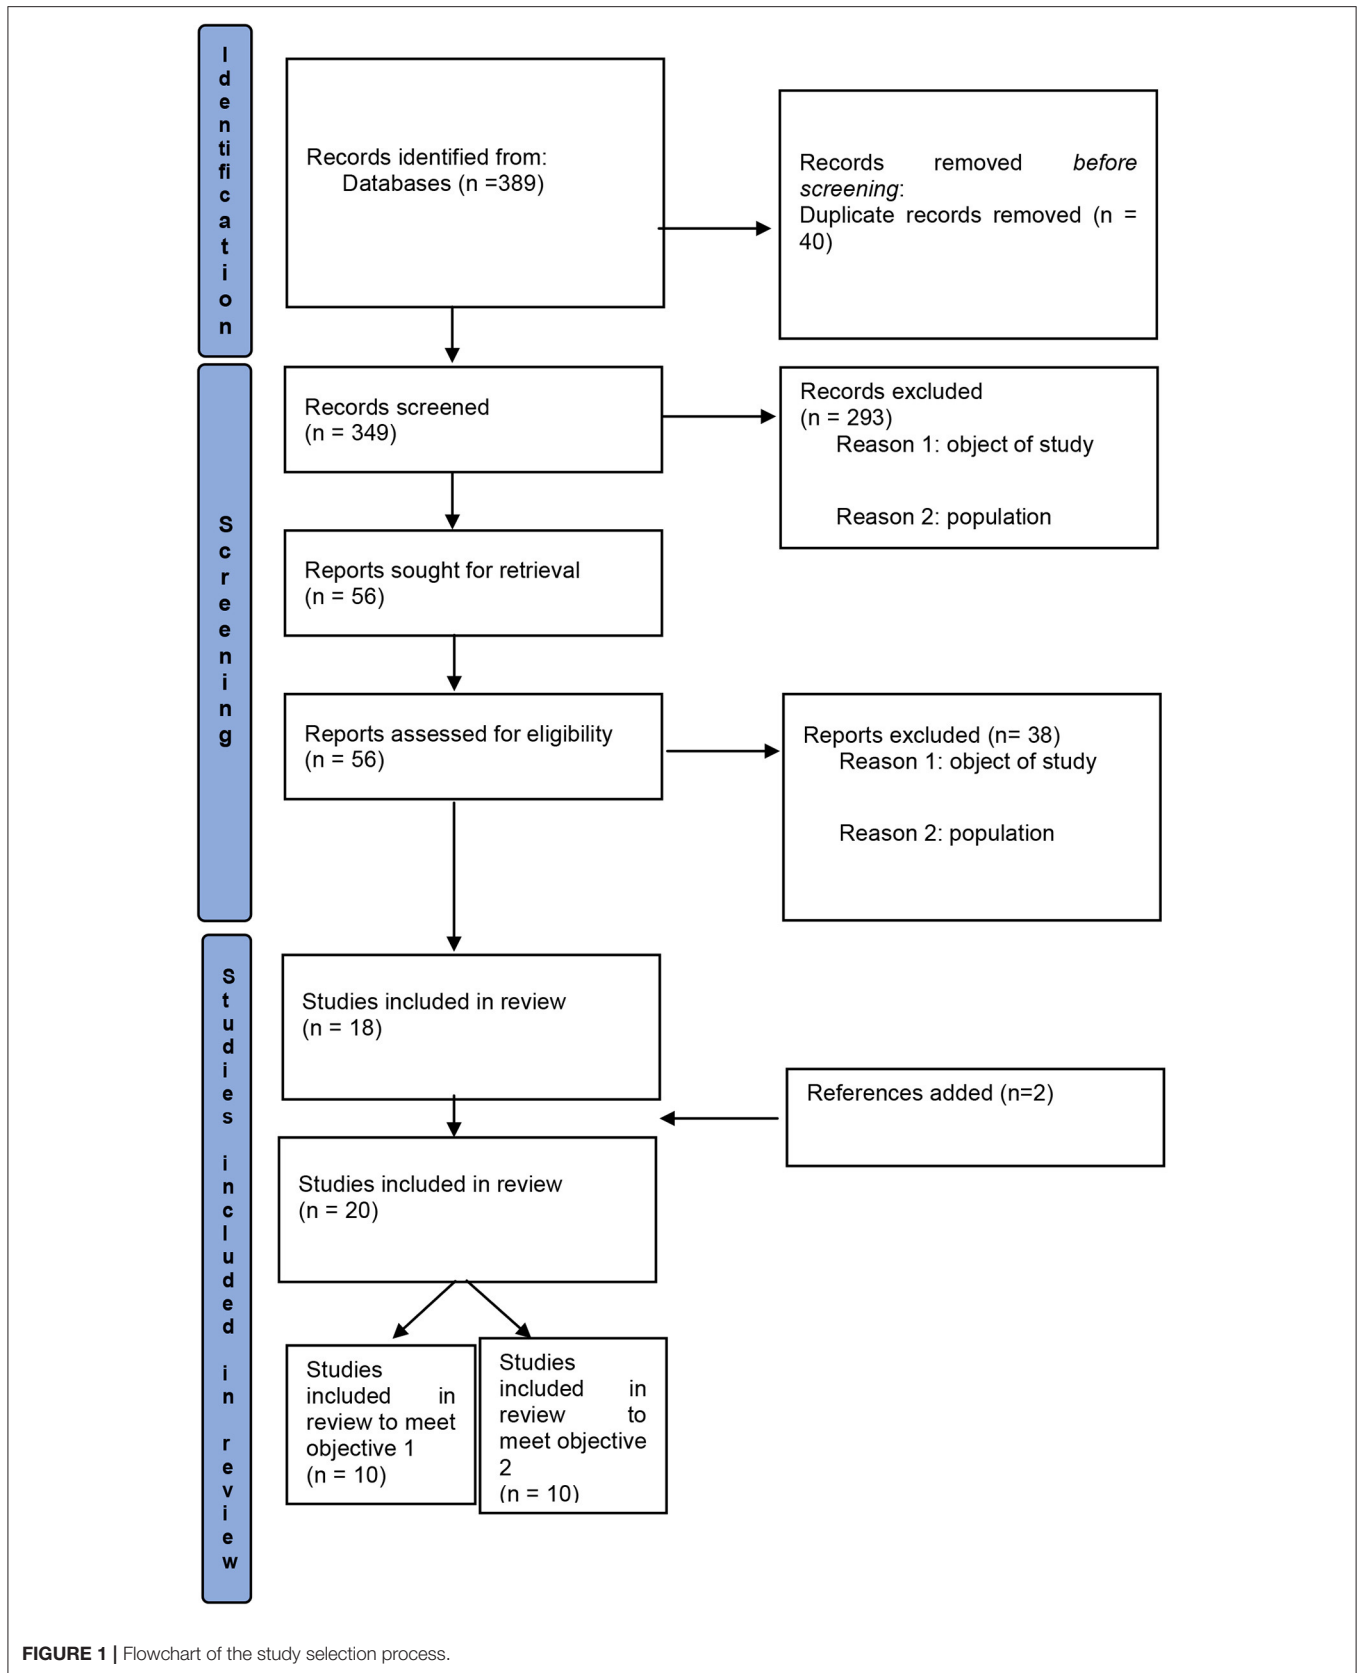 Identification
Records identified from:
Databases (n =389)
Records removed before
screening:
Duplicate records removed (n =
40)
Screening
Records screened
(n = 349)
Records excluded
(n = 293)
Reason 1: object of study
Reason 2: population
Reports sought for retrieval
(n = 56)
Reports assessed for eligibility
(n = 56)
Reports excluded (n= 38)
Reason 1: object of study
Reason 2: population
Studies included in review
Studies included in review
(n = 18)
References added (n=2)
Studies included in review
(n = 20)
Studies
included in
review to meet
objective 1
(n = 10)
Studies
included in
review to
meet objective
2
(n = 10)
FIGURE 1 | Flowchart of the study selection process.